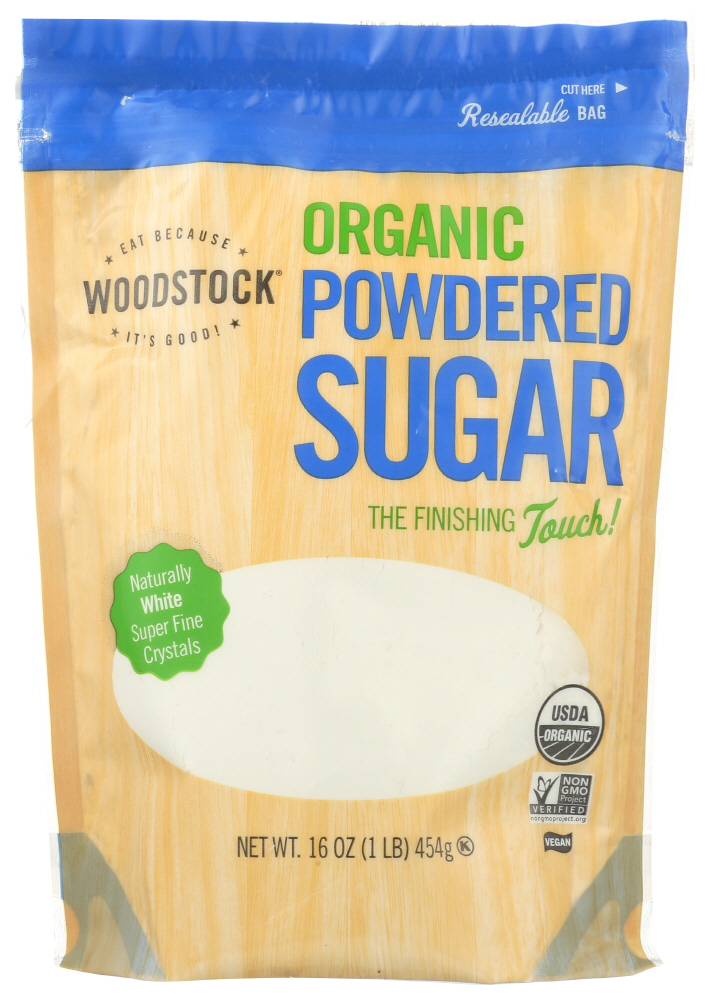 CUT HERE
Resealable BAG
EAT BECAUSE
WOODSTOCK®
IT'S GOOD!
ORGANIC
POWDERED
SUGAR
THE FINISHING Touch!
Naturally
White
Super Fine
Crystals
USDA
ORGANIC
NON
GMO
Project
VERIFIED
nongmoproject.org
VEGAN
NET WT. 16 OZ (1 LB) 454g K